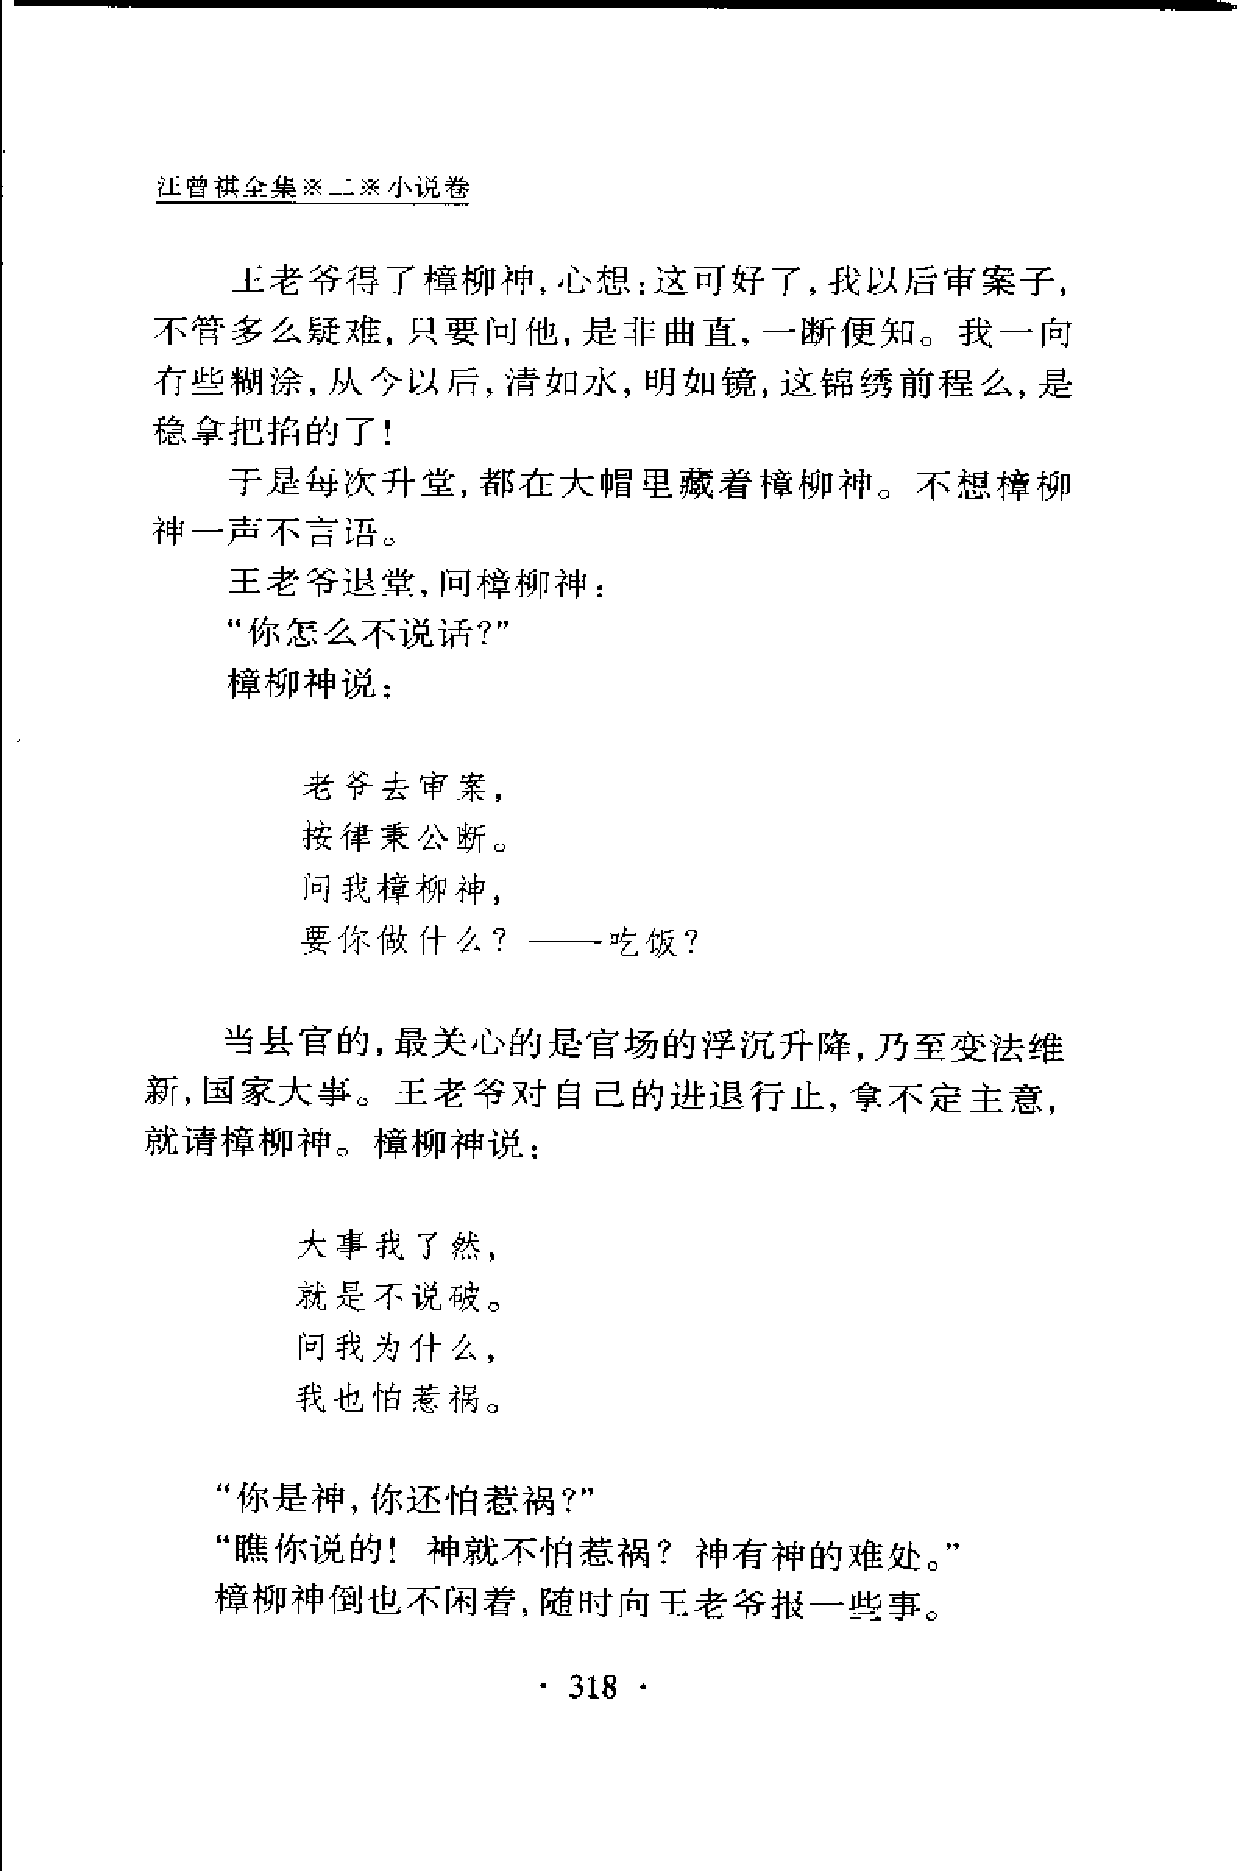 汪曾祺全集※二※小说卷
王老爷得了樟柳神,心想:这可好了,我以后审案子,
不管多么疑难,只要问他,是非曲直,一断便知。我一向
有些糊涂,从今以后,清如水,明如镜,这锦绣前程么,是
稳拿把掐的了!
于是每次升堂,都在大帽里藏着樟柳神。不想樟柳
神一声不言语。
王老爷退堂,问樟柳神:
“你怎么不说话?”
樟柳神说:
老爷去审案,
按律秉公断。
问我樟柳神,
要你做什么?——吃饭?
当县官的,最关心的是官场的浮沉升降,乃至变法维
新,国家大事。王老爷对自己的进退行止,拿不定主意,
就请樟柳神。樟柳神说:
大事我了然,
就是不说破。
问我为什么,
我也怕惹祸。
“你是神,你还怕惹祸?”
“瞧你说的!神就不怕惹祸?神有神的难处。”
樟柳神倒也不闲着,随时向王老爷报一些事。
· 318 ·